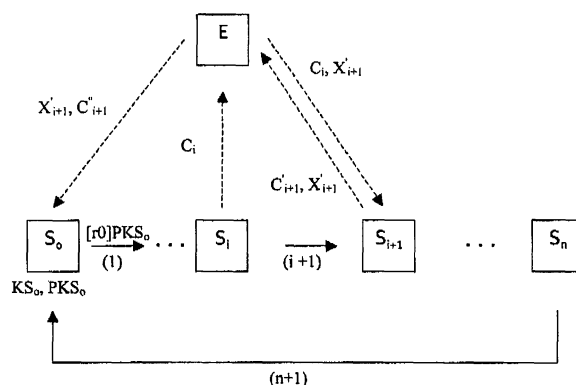 E
X'i+1, C''i+1
Ci, X'i+1
Ci
C'i+1, X'i+1
So
[r0]PKSo
(1)
...
Si
(i +1)
Si+1
...
Sn
KSo, PKSo
(n+1)